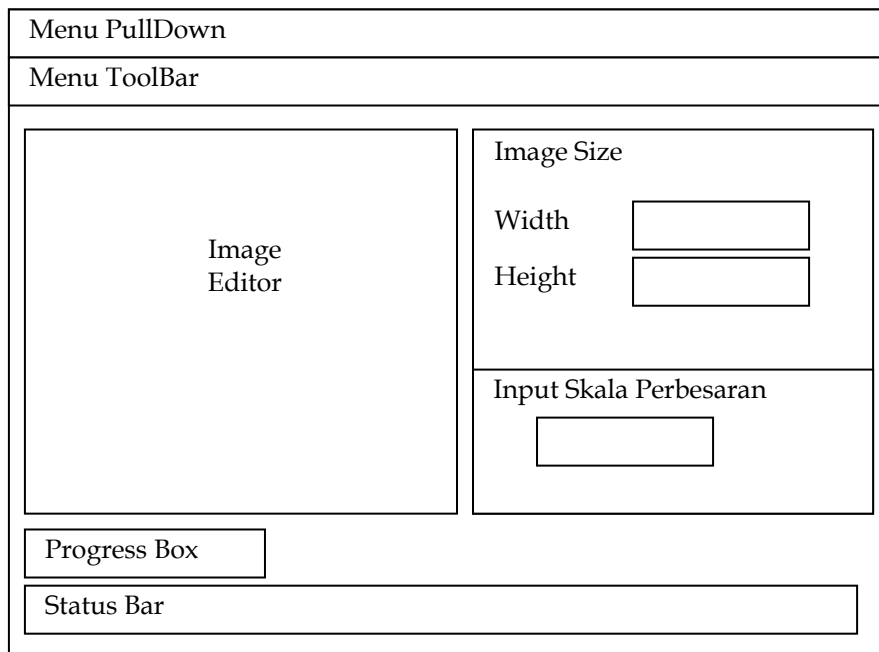 Menu PullDown
Menu ToolBar
Image
Editor
Image Size
Width
Height
Input Skala Perbesaran
Progress Box
Status Bar